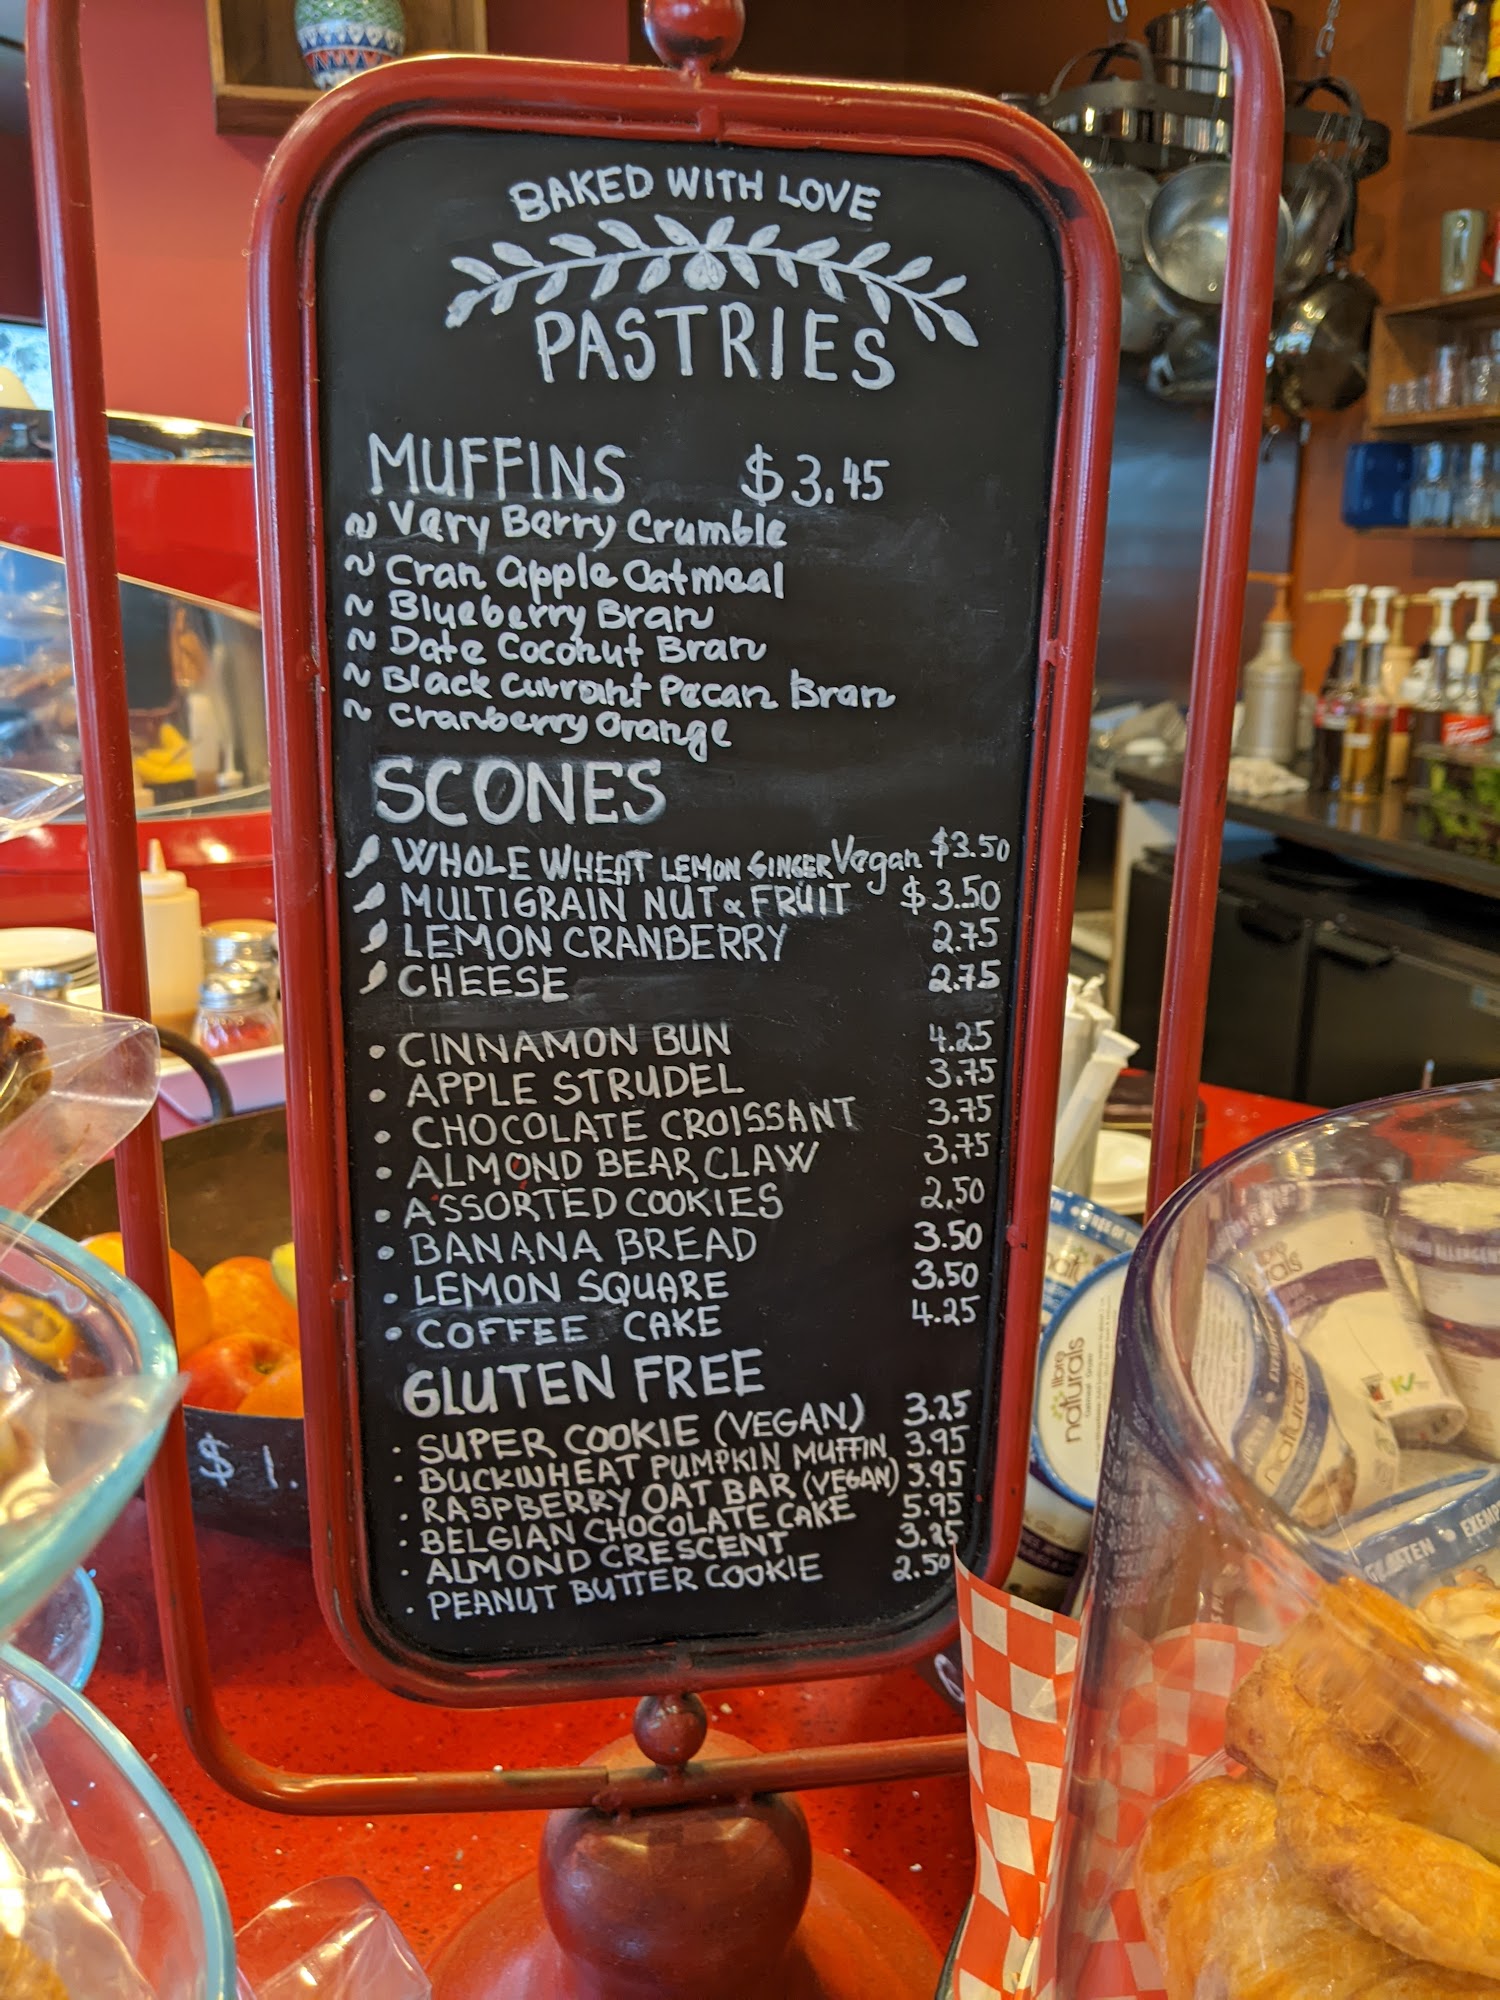 BAKED WITH LOVE
PASTRIES
MUFFINS $3.45
~ Very Berry Crumble
~ Cran Apple Oatmeal
~ Blueberry Bran
~ Date Coconut Bran
~ Black Currant Pecan Bran
~ Cranberry Orange
SCONES
WHOLE WHEAT LEMON GINGER Vegan $3.50
MULTIGRAIN NUT & FRUIT $3.50
LEMON CRANBERRY 2.75
CHEESE 2.75
• CINNAMON BUN 4.25
• APPLE STRUDEL 3.75
• CHOCOLATE CROISSANT 3.75
• ALMOND BEAR CLAW 3.75
• ASSORTED COOKIES 2.50
• BANANA BREAD 3.50
• LEMON SQUARE 3.50
• COFFEE CAKE 4.25
GLUTEN FREE
• SUPER COOKIE (VEGAN) 3.25
• BUCKWHEAT PUMPKIN MUFFIN 3.95
• RASPBERRY OAT BAR (VEGAN) 3.95
• BELGIAN CHOCOLATE CAKE 5.95
• ALMOND CRESCENT 3.25
• PEANUT BUTTER COOKIE 2.50
$ 1.
libre
naturals
naturals
GLUTEN